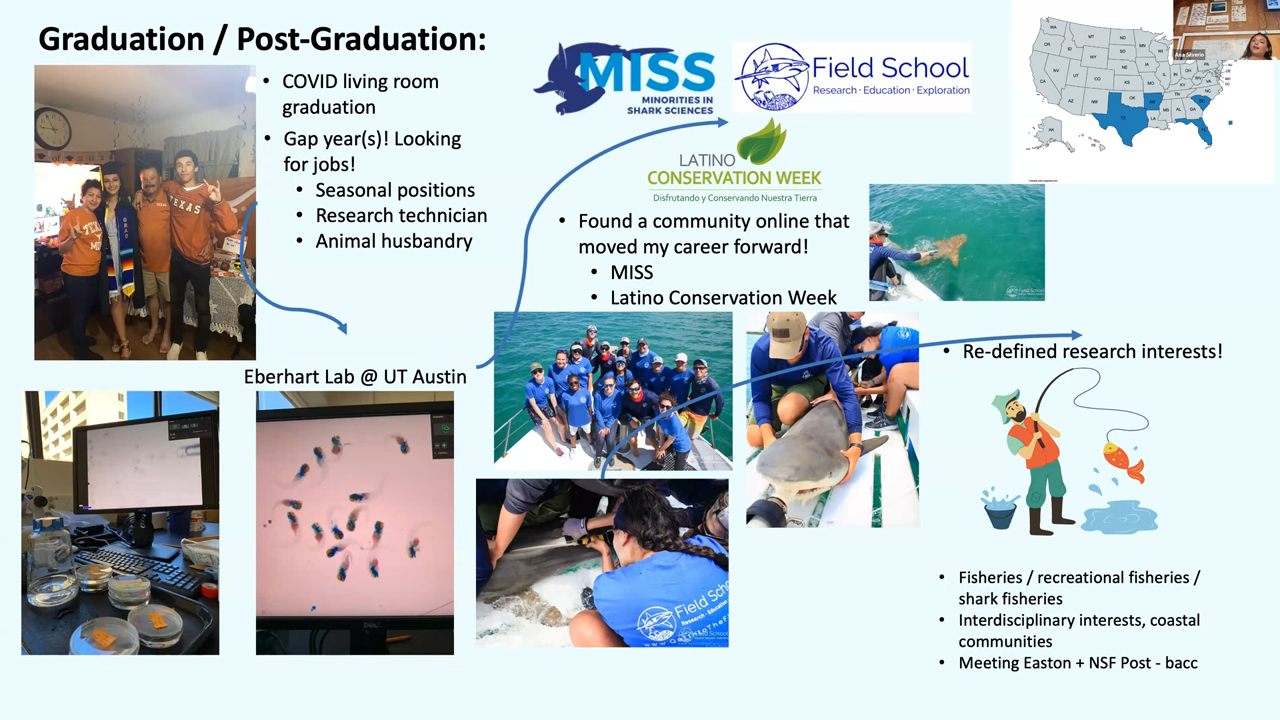 Graduation / Post-Graduation:
• COVID living room
graduation
• Gap year(s)! Looking
for jobs!
• Seasonal positions
• Research technician
• Animal husbandry
TEXAS
Eberhart Lab @ UT Austin
MISS
MINORITIES IN
SHARK SCIENCES
Field School
Research · Education · Exploration
LATINO
CONSERVATION WEEK
Disfrutando y Conservando Nuestra Tierra
• Found a community online that
moved my career forward!
• MISS
• Latino Conservation Week
Ana Silverio
• Re-defined research interests!
• Fisheries / recreational fisheries /
shark fisheries
• Interdisciplinary interests, coastal
communities
• Meeting Easton + NSF Post - bacc